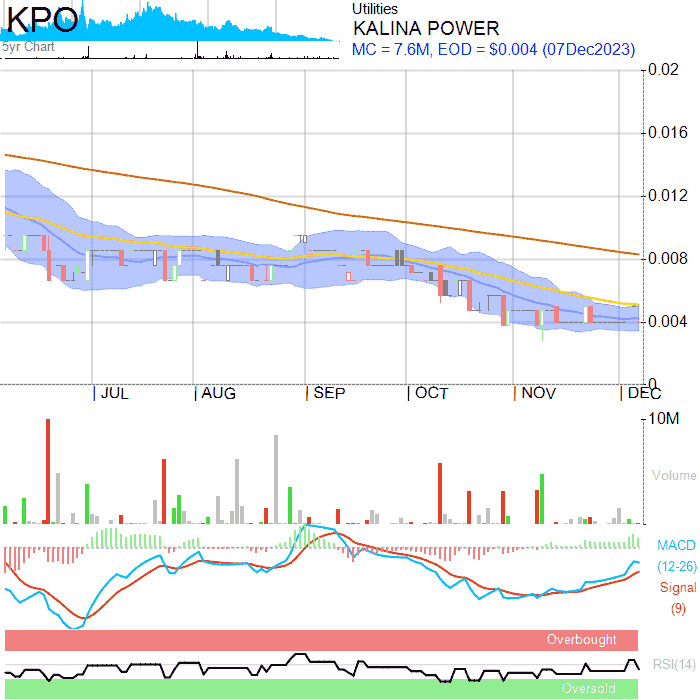 KPO
5yr Chart
Utilities
KALINA POWER
MC = 7.6M, EOD = $0.004 (07Dec2023)
0.02
0.016
0.012
0.008
0.004
0
JUL
AUG
SEP
OCT
NOV
DEC
10M
Volume
MACD
(12-26)
Signal
(9)
Overbought
RSI(14)
Oversold